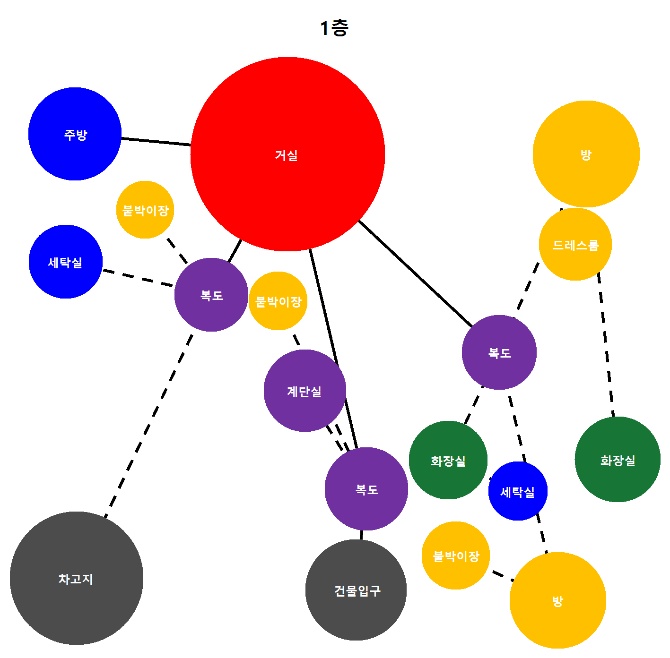 1층
주방
거실
방
붙박이장
드레스룸
세탁실
복도
붙박이장
복도
계단실
화장실
화장실
복도
세탁실
붙박이장
차고지
건물입구
방